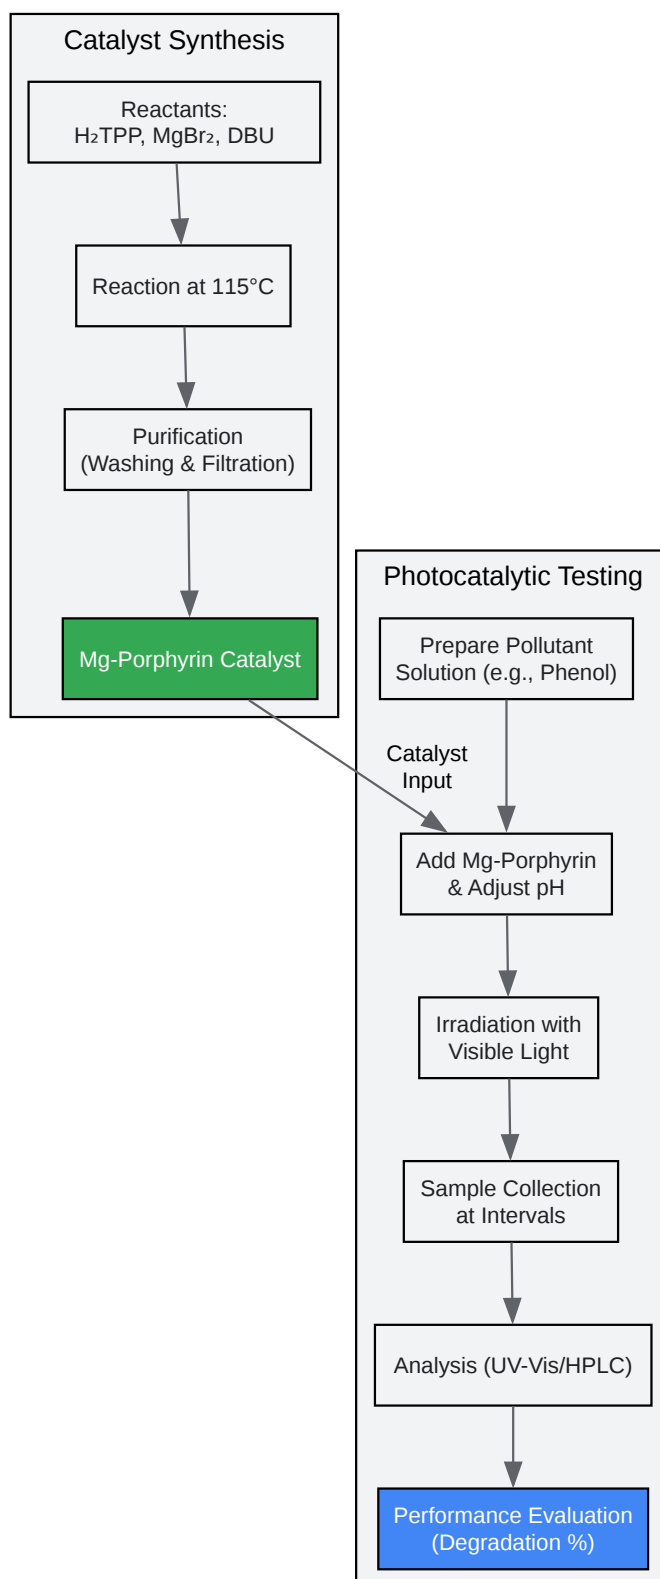 Catalyst Synthesis
Reactants:
H₂TPP, MgBr₂, DBU
Reaction at 115°C
Purification
(Washing & Filtration)
Mg-Porphyrin Catalyst
Photocatalytic Testing
Prepare Pollutant
Solution (e.g., Phenol)
Catalyst
Input
Add Mg-Porphyrin
& Adjust pH
Irradiation with
Visible Light
Sample Collection
at Intervals
Analysis (UV-Vis/HPLC)
Performance Evaluation
(Degradation %)